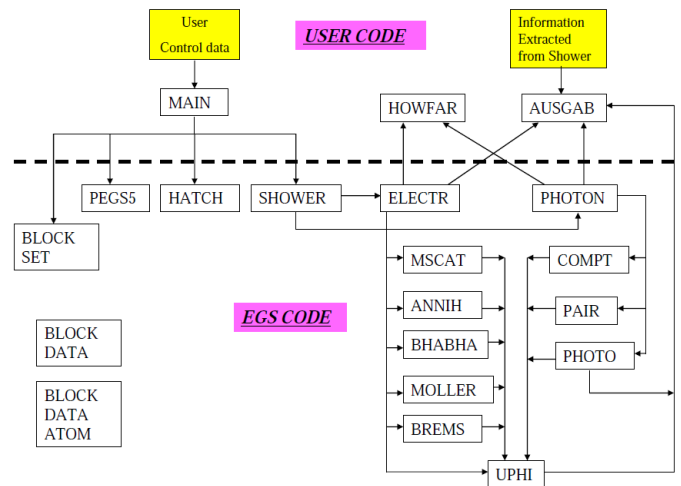 User
Control data
USER CODE
Information
Extracted
from Shower
MAIN
HOWFAR
AUSGAB
PEGS5
HATCH
SHOWER
ELECTR
PHOTON
BLOCK
SET
MSCAT
COMPT
ANNIH
PAIR
EGS CODE
BLOCK
DATA
BHABHA
PHOTO
BLOCK
DATA
ATOM
MOLLER
BREMS
UPHI